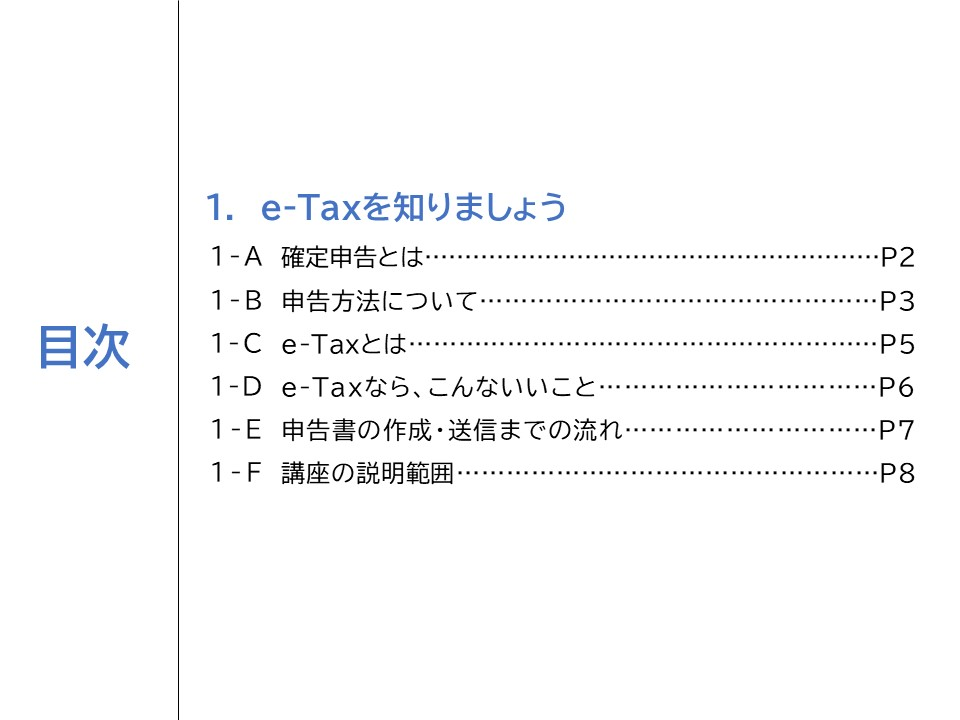 目次
1. e-Taxを知りましょう
1-A 確定申告とは…………………………………………………P2
1-B 申告方法について…………………………………………P3
1-C e-Taxとは…………………………………………………P5
1-D e-Taxなら、こんないいこと……………………………P6
1-E 申告書の作成・送信までの流れ…………………………P7
1-F 講座の説明範囲……………………………………………P8